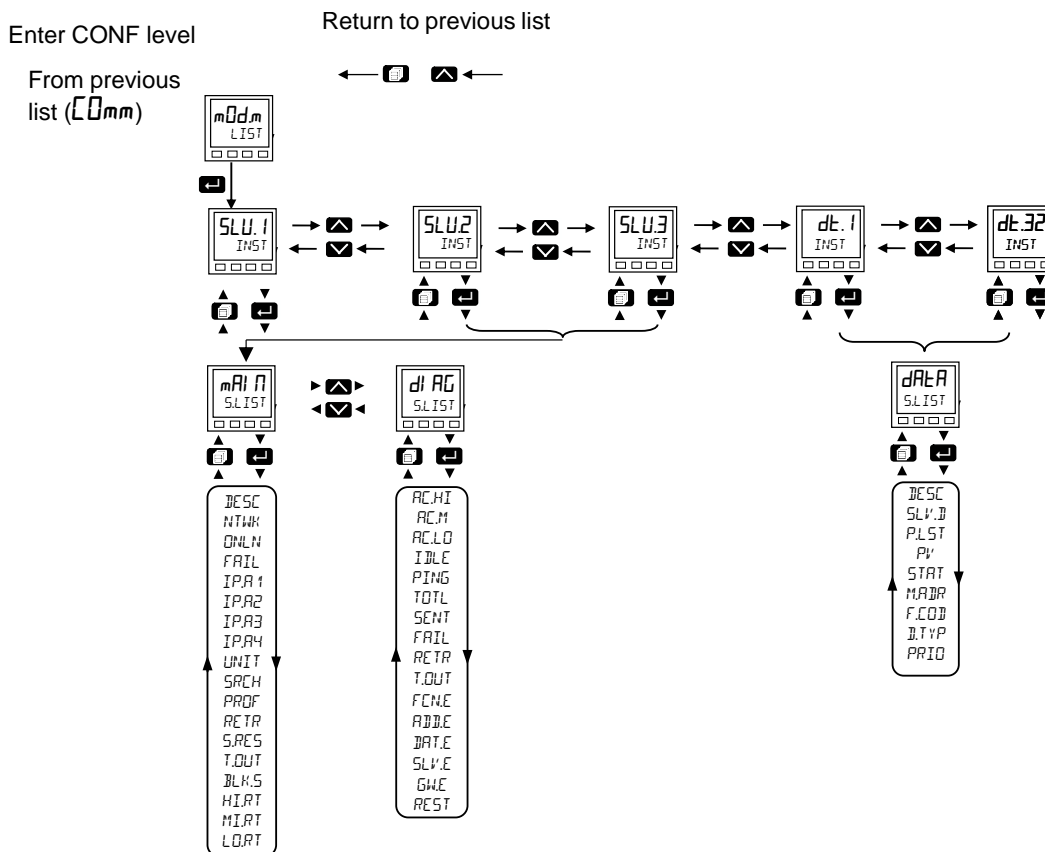 Return to previous list
Enter CONF level
From previous
list (COmm)
mOd.m
LIST
SLU.1
INST
SLU.2
INST
SLU.3
INST
dt.1
INST
dt.32
INST
mAIN
S.LIST
dIAG
S.LIST
dAtA
S.LIST
DESC
NTWK
ONLN
FAIL
IP.A1
IP.A2
IP.A3
IP.A4
UNIT
SRCH
PROF
RETR
S.RES
T.OUT
BLK.S
HI.RT
MI.RT
LO.RT
AC.HI
AC.M
AC.LO
IDLE
PING
TOTL
SENT
FAIL
RETR
T.OUT
FCN.E
ADD.E
DAT.E
SLV.E
GW.E
REST
DESC
SLV.D
P.LST
PV
STAT
M.ADR
F.COD
D.TYP
PRIO